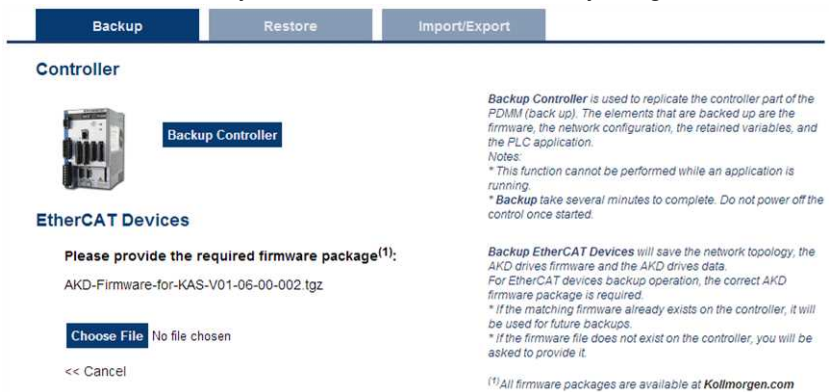 Backup
Restore
Import/Export
Controller
Backup Controller
Backup Controller is used to replicate the controller part of the
PDMM (back up). The elements that are backed up are the
firmware, the network configuration, the retained variables, and
the PLC application.
Notes:
* This function cannot be performed while an application is
running.
* Backup take several minutes to complete. Do not power off the
control once started.
EtherCAT Devices
Please provide the required firmware package(1):
AKD-Firmware-for-KAS-V01-06-00-002.tgz
Choose File No file chosen
<< Cancel
Backup EtherCAT Devices will save the network topology, the
AKD drives firmware and the AKD drives data.
For EtherCAT devices backup operation, the correct AKD
firmware package is required.
* If the matching firmware already exists on the controller, it will
be used for future backups.
* If the firmware file does not exist on the controller, you will be
asked to provide it.
(1)All firmware packages are available at Kollmorgen.com